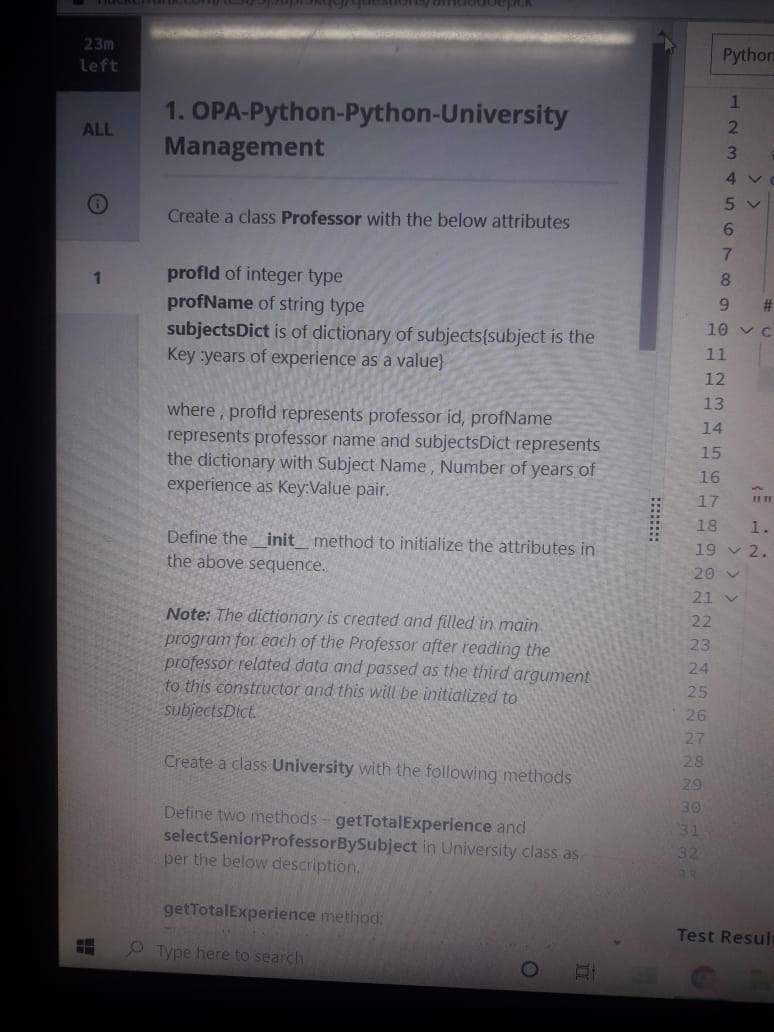 23m
left
ALL
1
1. OPA-Python-Python-University
Management
Create a class Professor with the below attributes
profId of integer type
profName of string type
subjectsDict is of dictionary of subjects{subject is the
Key :years of experience as a value}
where , profId represents professor id, profName
represents professor name and subjectsDict represents
the dictionary with Subject Name , Number of years of
experience as Key:Value pair.
Define the __init__ method to initialize the attributes in
the above sequence.
Note: The dictionary is created and filled in main
program for each of the Professor after reading the
professor related data and passed as the third argument
to this constructor and this will be initialized to
subjectsDict.
Create a class University with the following methods
Define two methods – getTotalExperience and
selectSeniorProfessorBySubject in University class as
per the below description.
getTotalExperience method:
Python
1
2
3
4
5
6
7
8
9 #
10 c
11
12
13
14
15
16
17 ""
18 1.
19 2.
20
21
22
23
24
25
26
27
28
29
30
31
32
33
Test Resul
Type here to search